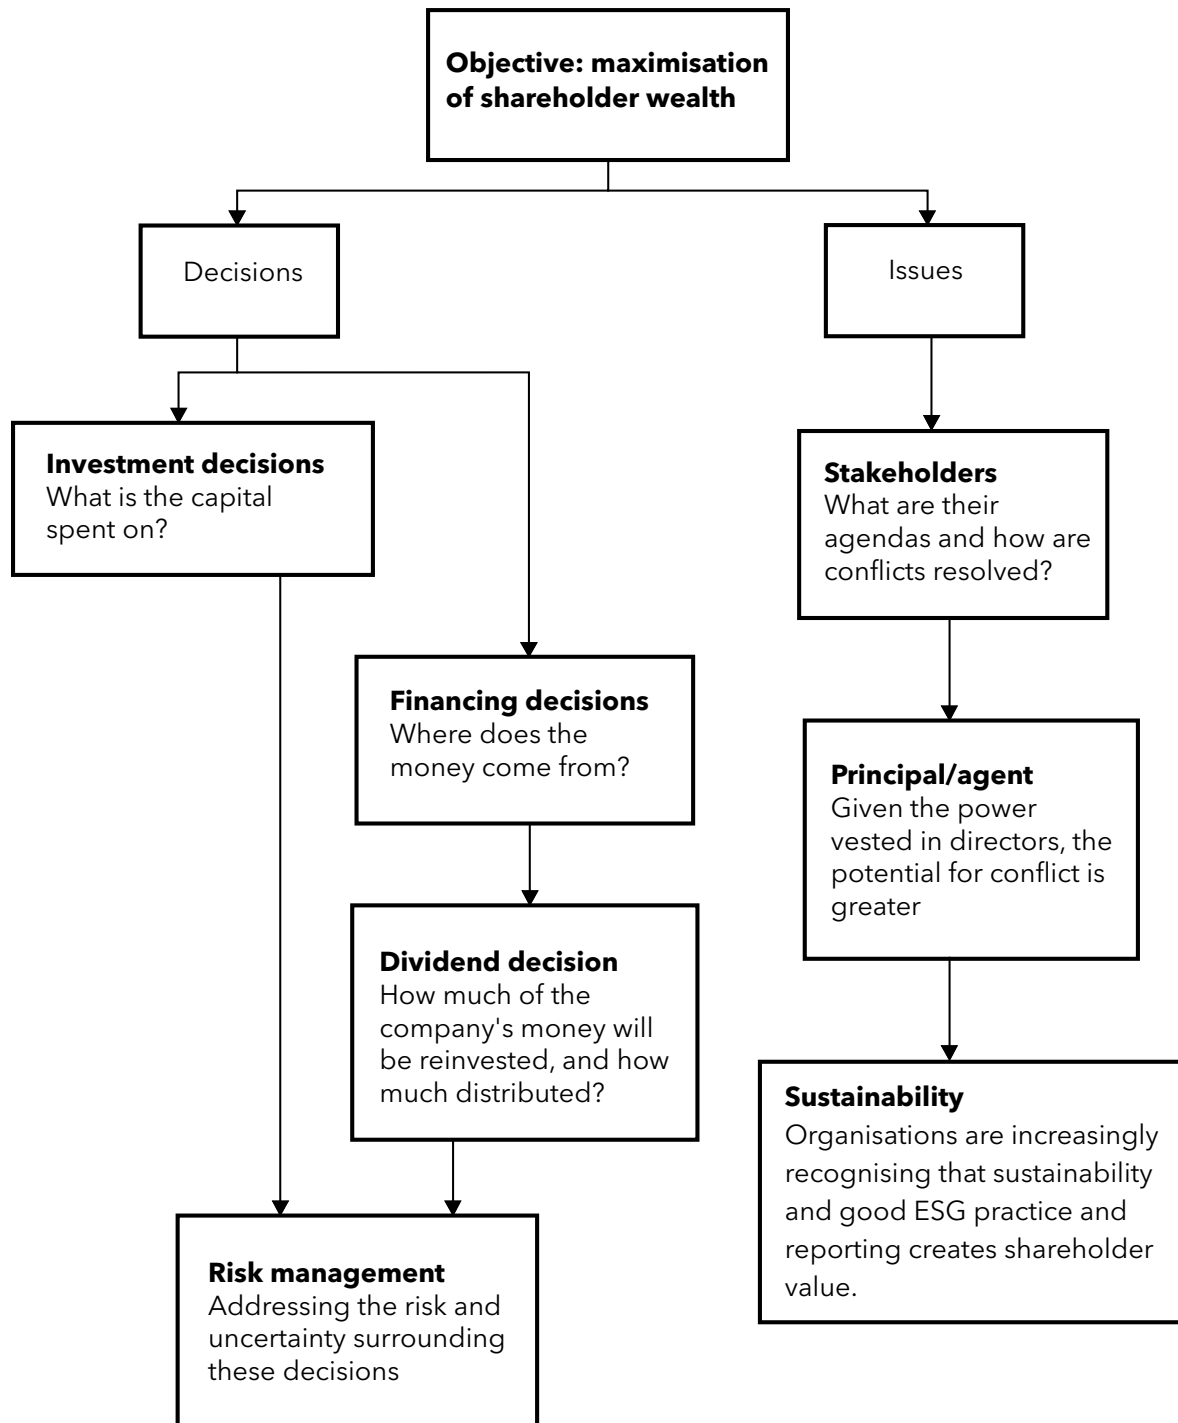 Objective: maximisation
of shareholder wealth
Decisions
Issues
Investment decisions
What is the capital
spent on?
Stakeholders
What are their
agendas and how are
conflicts resolved?
Financing decisions
Where does the
money come from?
Principal/agent
Given the power
vested in directors, the
potential for conflict is
greater
Dividend decision
How much of the
company's money will
be reinvested, and how
much distributed?
Sustainability
Organisations are increasingly
recognising that sustainability
and good ESG practice and
reporting creates shareholder
value.
Risk management
Addressing the risk and
uncertainty surrounding
these decisions